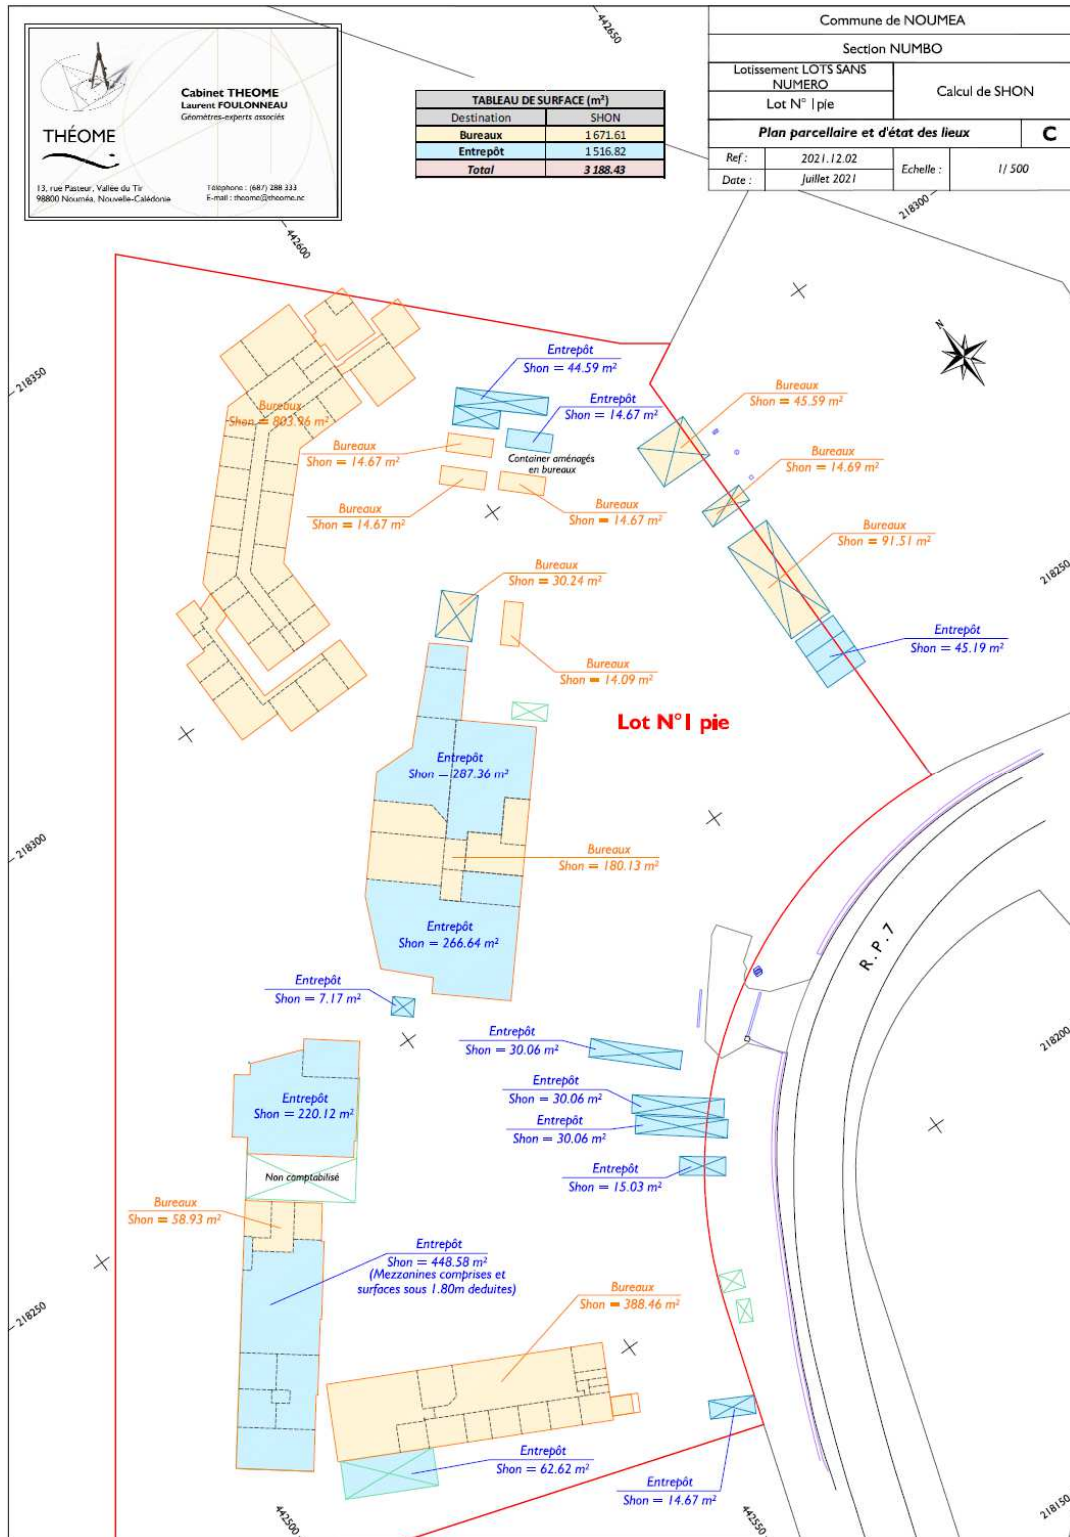 Cabinet THEOME
Laurent FOULONNEAU
Géomètres-experts associés
THÉOME
13, rue Pasteur, Vallée du Tir
98800 Nouméa, Nouvelle-Calédonie
Téléphone : (687) 288 333
E-mail : theome@theome.nc
TABLEAU DE SURFACE (m²)
Destination SHON
Bureaux 1 671.61
Entrepôt 1 516.82
Total 3 188.43
Commune de NOUMEA
Section NUMBO
Lotissement LOTS SANS
NUMERO
Lot N° 1pie
Calcul de SHON
Plan parcellaire et d'état des lieux C
Ref : 2021.12.02
Date : Juillet 2021
Echelle : 1/ 500
442650
442600
218300
218350
N
Entrepôt
Shon = 44.59 m²
Entrepôt
Shon = 14.67 m²
Container aménagés
en bureaux
Bureaux
Shon = 45.59 m²
Bureaux
Shon = 803.96 m²
Bureaux
Shon = 14.67 m²
Bureaux
Shon = 14.67 m²
Bureaux
Shon = 14.67 m²
Bureaux
Shon = 14.69 m²
Bureaux
Shon = 91.51 m²
218250
Bureaux
Shon = 30.24 m²
Entrepôt
Shon = 45.19 m²
Bureaux
Shon = 14.09 m²
Lot N°1 pie
Entrepôt
Shon = 287.36 m²
218300
Bureaux
Shon = 180.13 m²
Entrepôt
Shon = 266.64 m²
R.P.7
Entrepôt
Shon = 7.17 m²
Entrepôt
Shon = 30.06 m²
218200
Entrepôt
Shon = 30.06 m²
Entrepôt
Shon = 220.12 m²
Entrepôt
Shon = 30.06 m²
Non comptabilisé
Entrepôt
Shon = 15.03 m²
Bureaux
Shon = 58.93 m²
Entrepôt
Shon = 448.58 m²
(Mezzanines comprises et
surfaces sous 1.80m deduites)
Bureaux
Shon = 388.46 m²
218250
Entrepôt
Shon = 62.62 m²
Entrepôt
Shon = 14.67 m²
442500
442550
218150